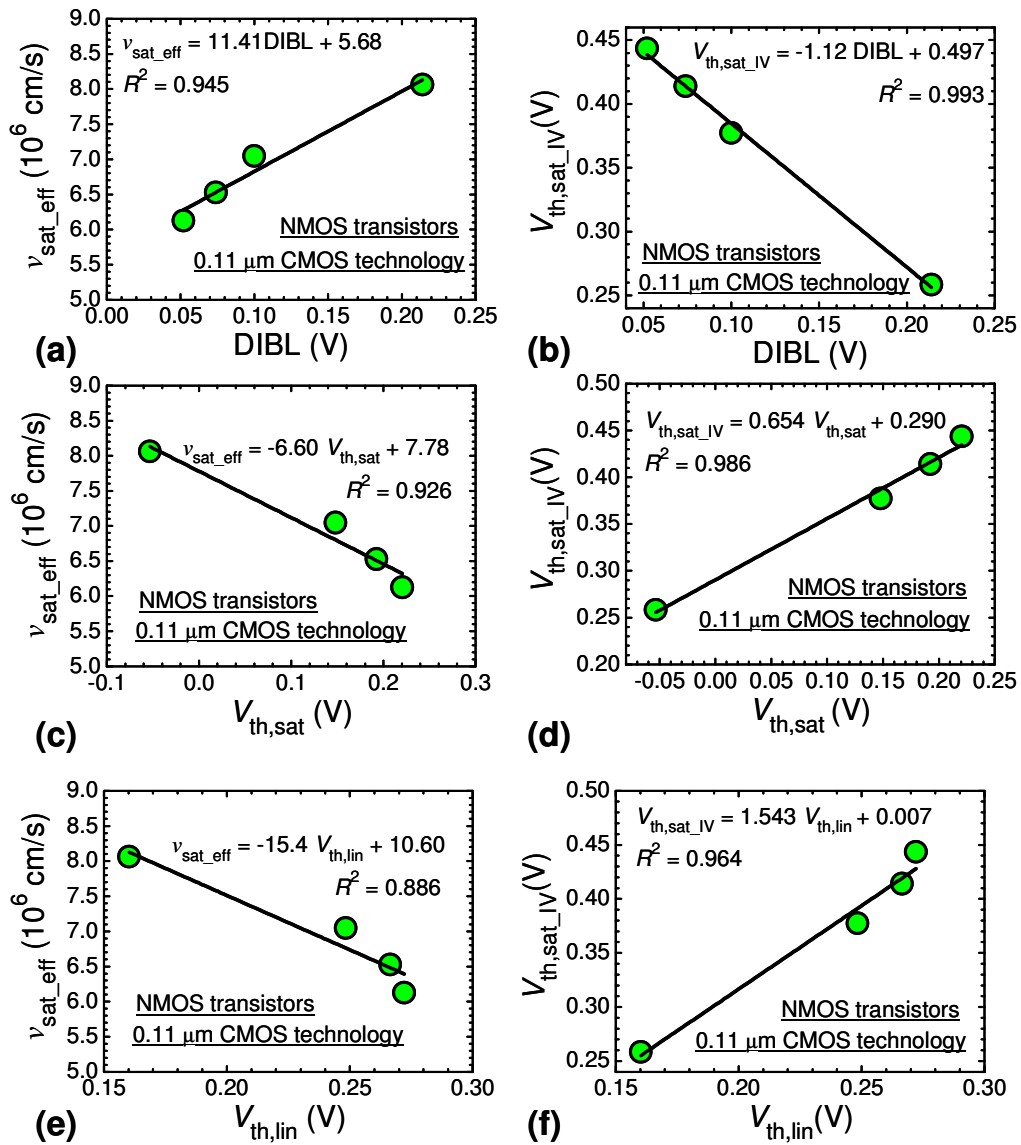 9.0
8.5
8.0
7.5
7.0
6.5
6.0
5.5
5.0
v_sat_eff (10^6 cm/s)
v_sat_eff = 11.41DIBL + 5.68
R^2 = 0.945
NMOS transistors
0.11 μm CMOS technology
0.00 0.05 0.10 0.15 0.20 0.25
DIBL (V)
(a)
0.45
0.40
0.35
0.30
0.25
V_th,sat_IV(V)
V_th,sat_IV = -1.12 DIBL + 0.497
R^2 = 0.993
NMOS transistors
0.11 μm CMOS technology
0.05 0.10 0.15 0.20 0.25
DIBL (V)
(b)
9.0
8.5
8.0
7.5
7.0
6.5
6.0
5.5
5.0
v_sat_eff (10^6 cm/s)
v_sat_eff = -6.60 V_th,sat + 7.78
R^2 = 0.926
NMOS transistors
0.11 μm CMOS technology
-0.1 0.0 0.1 0.2 0.3
V_th,sat (V)
(c)
0.50
0.45
0.40
0.35
0.30
0.25
0.20
V_th,sat_IV(V)
V_th,sat_IV = 0.654 V_th,sat + 0.290
R^2 = 0.986
NMOS transistors
0.11 μm CMOS technology
-0.05 0.00 0.05 0.10 0.15 0.20 0.25
V_th,sat (V)
(d)
9.0
8.5
8.0
7.5
7.0
6.5
6.0
5.5
5.0
v_sat_eff (10^6 cm/s)
v_sat_eff = -15.4 V_th,lin + 10.60
R^2 = 0.886
NMOS transistors
0.11 μm CMOS technology
0.15 0.20 0.25 0.30
V_th,lin (V)
(e)
0.50
0.45
0.40
0.35
0.30
0.25
V_th,sat_IV(V)
V_th,sat_IV = 1.543 V_th,lin + 0.007
R^2 = 0.964
NMOS transistors
0.11 μm CMOS technology
0.15 0.20 0.25 0.30
V_th,lin(V)
(f)